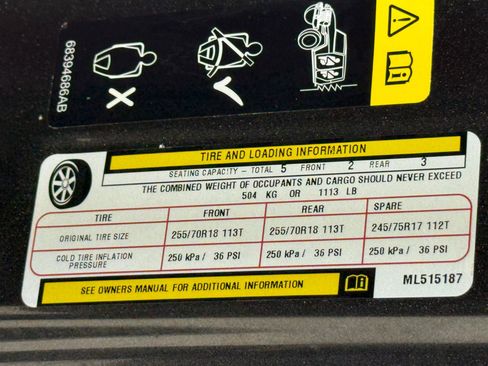 68394686AB
TIRE AND LOADING INFORMATION
SEATING CAPACITY - TOTAL 5 FRONT 2 REAR 3
THE COMBINED WEIGHT OF OCCUPANTS AND CARGO SHOULD NEVER EXCEED
504 KG OR 1113 LB
TIRE FRONT REAR SPARE
ORIGINAL TIRE SIZE 255/70R18 113T 255/70R18 113T 245/75R17 112T
COLD TIRE INFLATION PRESSURE 250 kPa / 36 PSI 250 kPa / 36 PSI 250 kPa / 36 PSI
SEE OWNERS MANUAL FOR ADDITIONAL INFORMATION ML515187